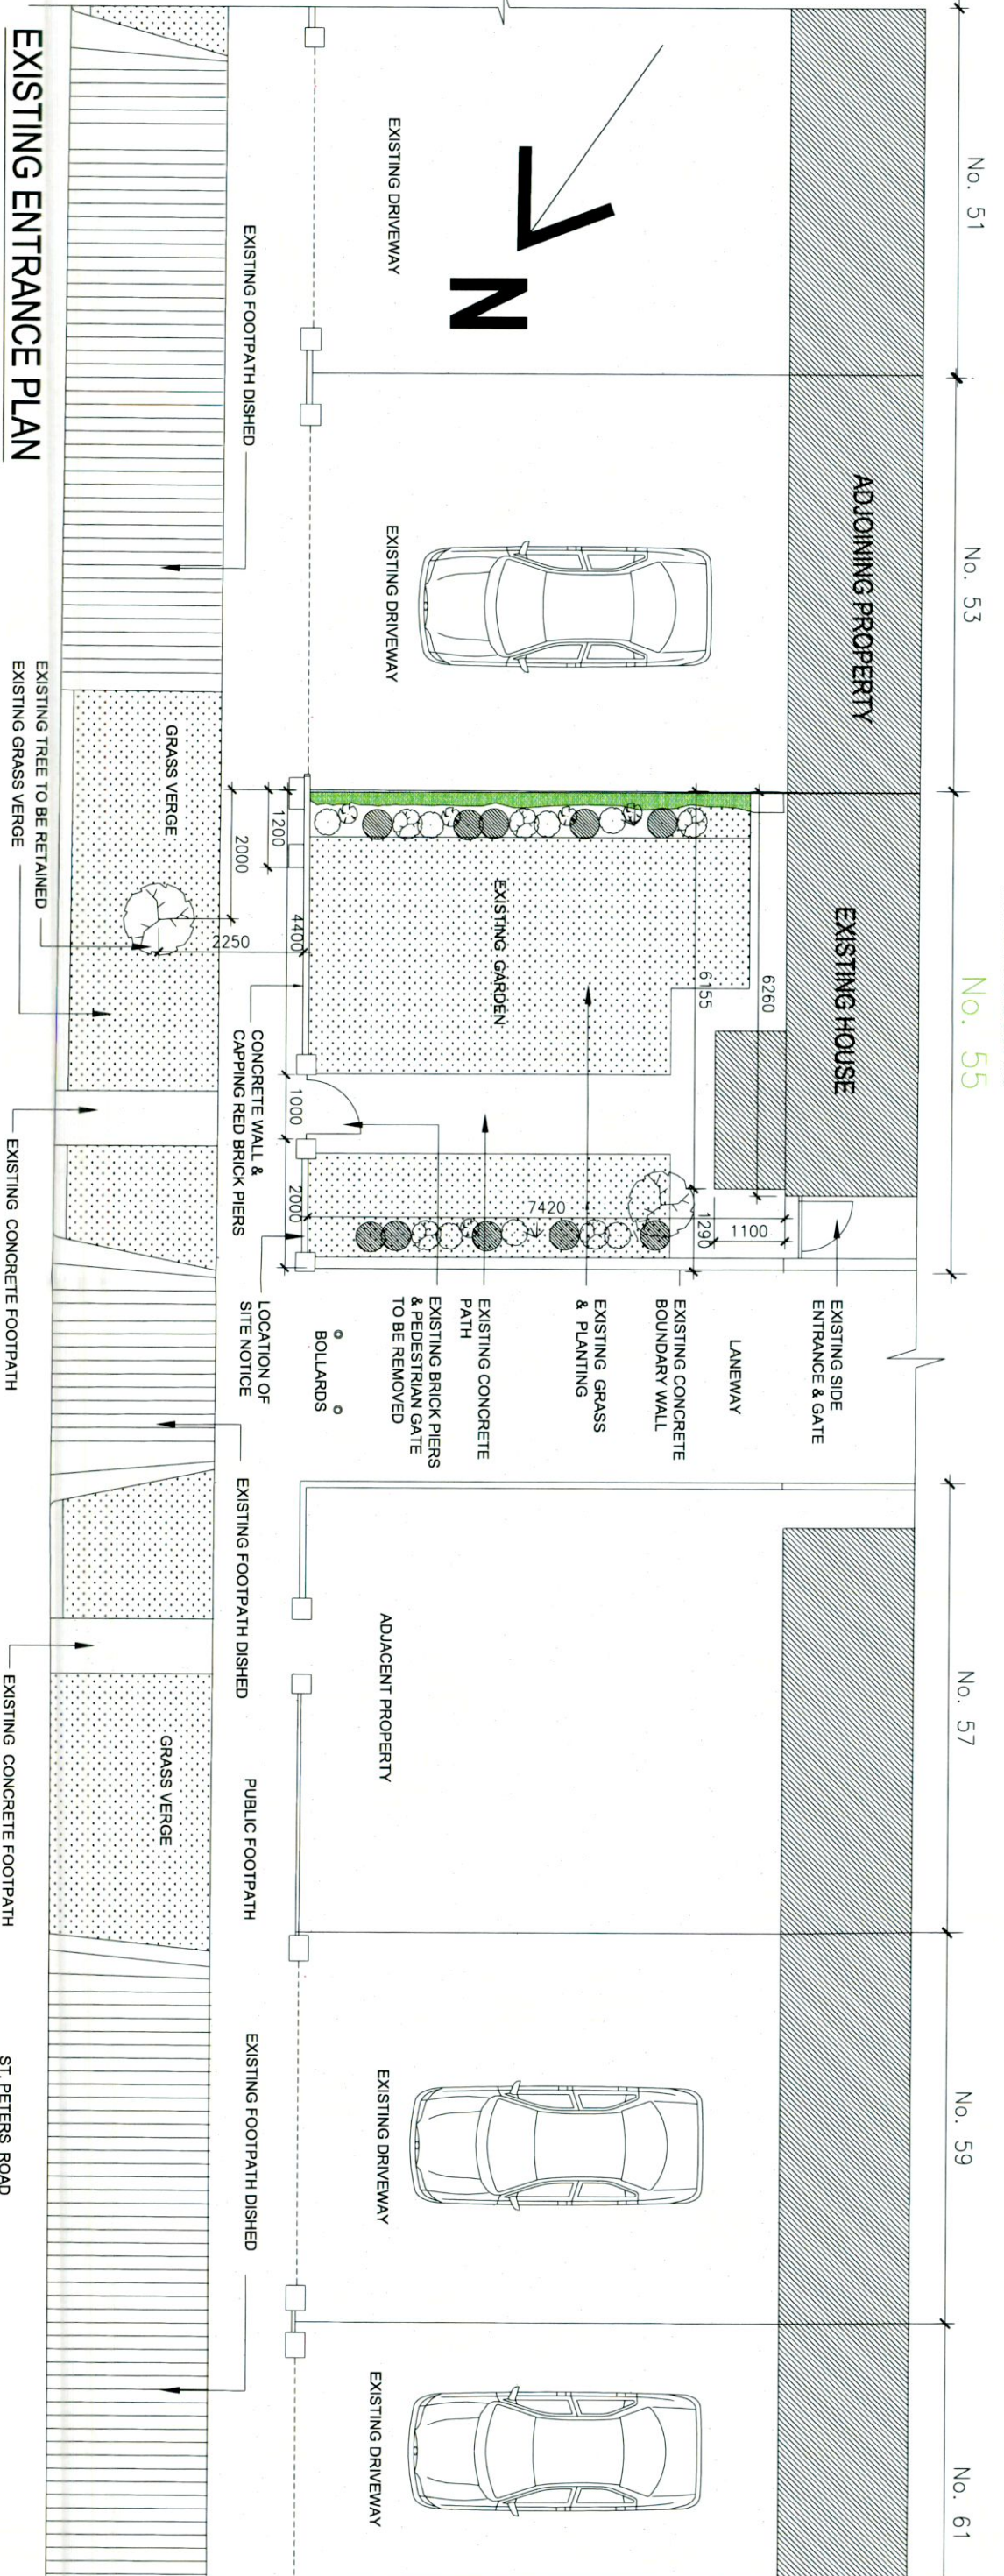 No. 51
No. 53
No. 55
No. 57
No. 59
No. 61
ADJOINING PROPERTY
EXISTING HOUSE
EXISTING DRIVEWAY
N
EXISTING DRIVEWAY
EXISTING GARDEN
6260
6155
1100
1290
7420
EXISTING SIDE
ENTRANCE & GATE
LANEWAY
EXISTING CONCRETE
BOUNDARY WALL
EXISTING GRASS
& PLANTING
EXISTING CONCRETE
PATH
EXISTING BRICK PIERS
& PEDESTRIAN GATE
TO BE REMOVED
BOLLARDS
LOCATION OF
SITE NOTICE
ADJACENT PROPERTY
EXISTING DRIVEWAY
EXISTING DRIVEWAY
4400
1000
2000
1200
2000
2250
CONCRETE WALL &
CAPPING RED BRICK PIERS
EXISTING FOOTPATH DISHED
EXISTING FOOTPATH DISHED
PUBLIC FOOTPATH
EXISTING FOOTPATH DISHED
GRASS VERGE
GRASS VERGE
EXISTING TREE TO BE RETAINED
EXISTING GRASS VERGE
EXISTING CONCRETE FOOTPATH
EXISTING CONCRETE FOOTPATH
ST. PETERS ROAD
EXISTING ENTRANCE PLAN